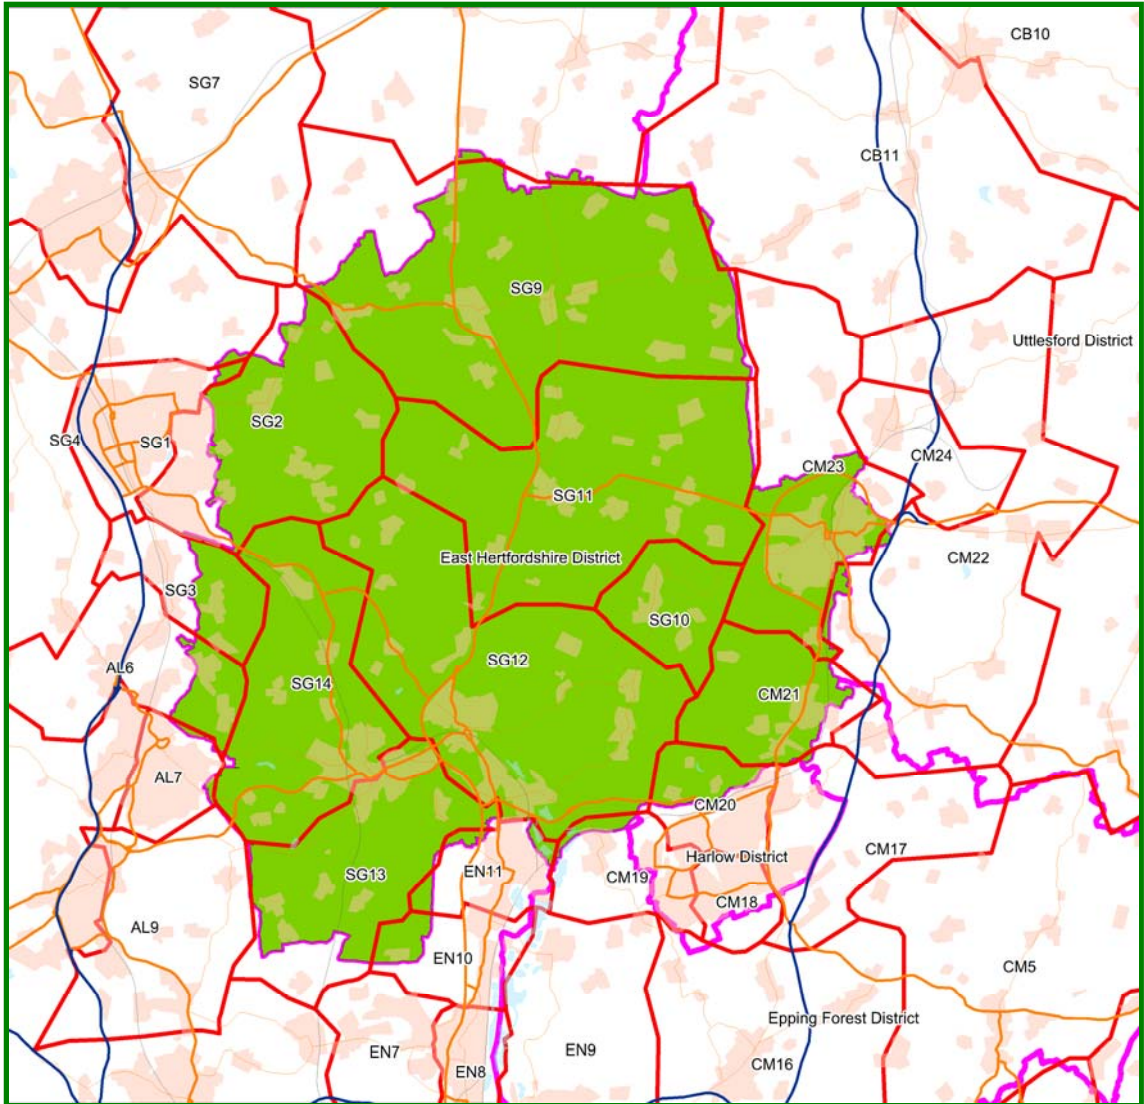 CB10
SG7
CB11
SG9
Uttlesford District
SG2
SG4
SG1
CM24
CM23
SG11
East Hertfordshire District
CM22
SG3
SG10
SG12
AL6
SG14
CM21
AL7
CM20
CM17
Harlow District
EN11
SG13
CM19
CM18
AL9
EN10
CM5
Epping Forest District
EN7
EN9
CM16
EN8